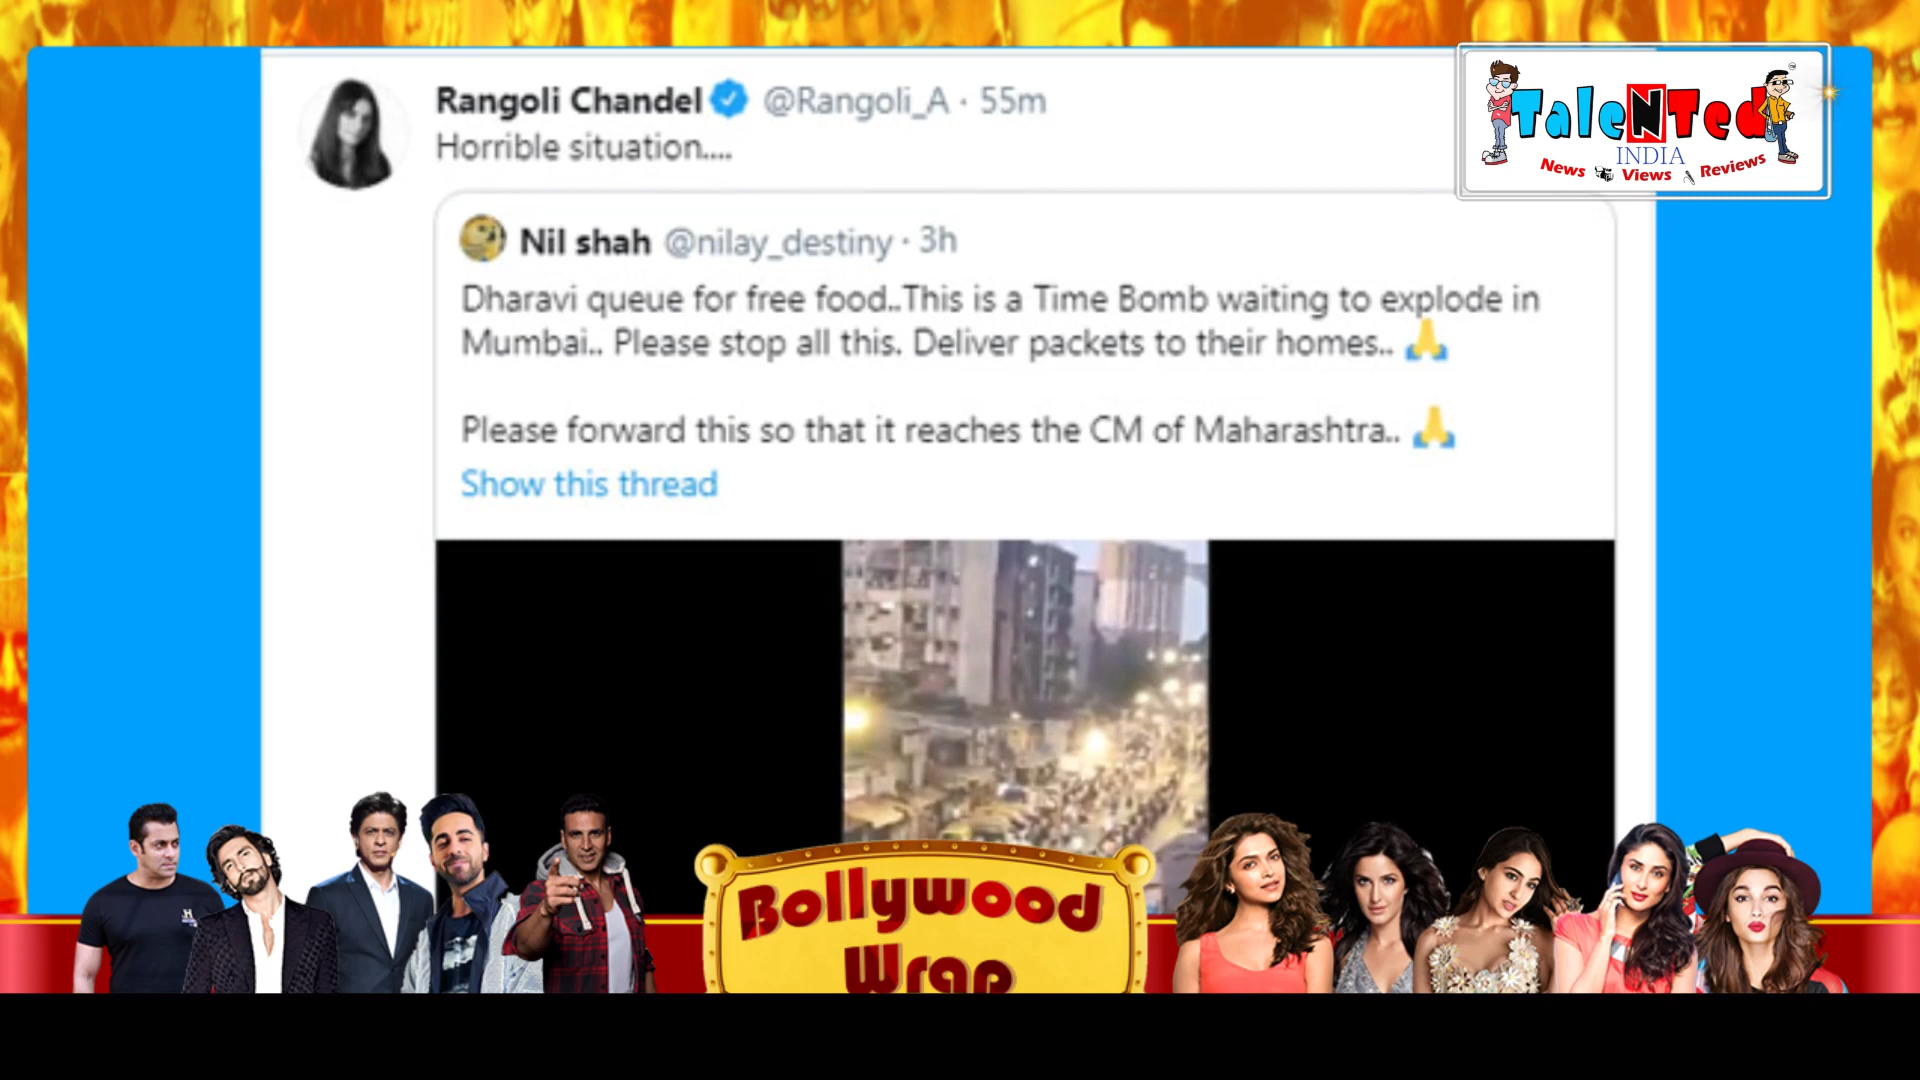 Rangoli Chandel @Rangoli_A · 55m
Horrible situation....
TaleNTed
INDIA
News Views Reviews
Nil shah @nilay_destiny · 3h
Dharavi queue for free food..This is a Time Bomb waiting to explode in
Mumbai.. Please stop all this. Deliver packets to their homes.. 🙏
Please forward this so that it reaches the CM of Maharashtra.. 🙏
Show this thread
Bollywood
Wrap